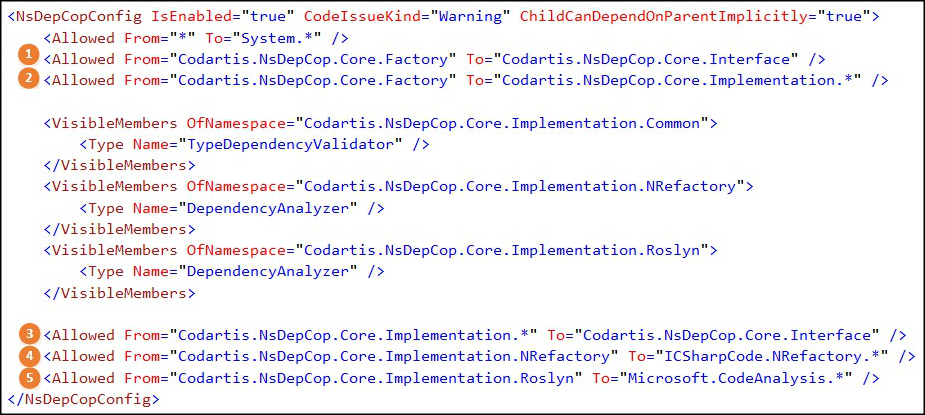 <NsDepCopConfig IsEnabled="true" CodeIssueKind="Warning" ChildCanDependOnParentImplicitly="true">
<Allowed From="*" To="System.*" />
1 <Allowed From="Codartis.NsDepCop.Core.Factory" To="Codartis.NsDepCop.Core.Interface" />
2 <Allowed From="Codartis.NsDepCop.Core.Factory" To="Codartis.NsDepCop.Core.Implementation.*" />
<VisibleMembers OfNamespace="Codartis.NsDepCop.Core.Implementation.Common">
<Type Name="TypeDependencyValidator" />
</VisibleMembers>
<VisibleMembers OfNamespace="Codartis.NsDepCop.Core.Implementation.NRefactory">
<Type Name="DependencyAnalyzer" />
</VisibleMembers>
<VisibleMembers OfNamespace="Codartis.NsDepCop.Core.Implementation.Roslyn">
<Type Name="DependencyAnalyzer" />
</VisibleMembers>
3 <Allowed From="Codartis.NsDepCop.Core.Implementation.*" To="Codartis.NsDepCop.Core.Interface" />
4 <Allowed From="Codartis.NsDepCop.Core.Implementation.NRefactory" To="ICSharpCode.NRefactory.*" />
5 <Allowed From="Codartis.NsDepCop.Core.Implementation.Roslyn" To="Microsoft.CodeAnalysis.*" />
</NsDepCopConfig>